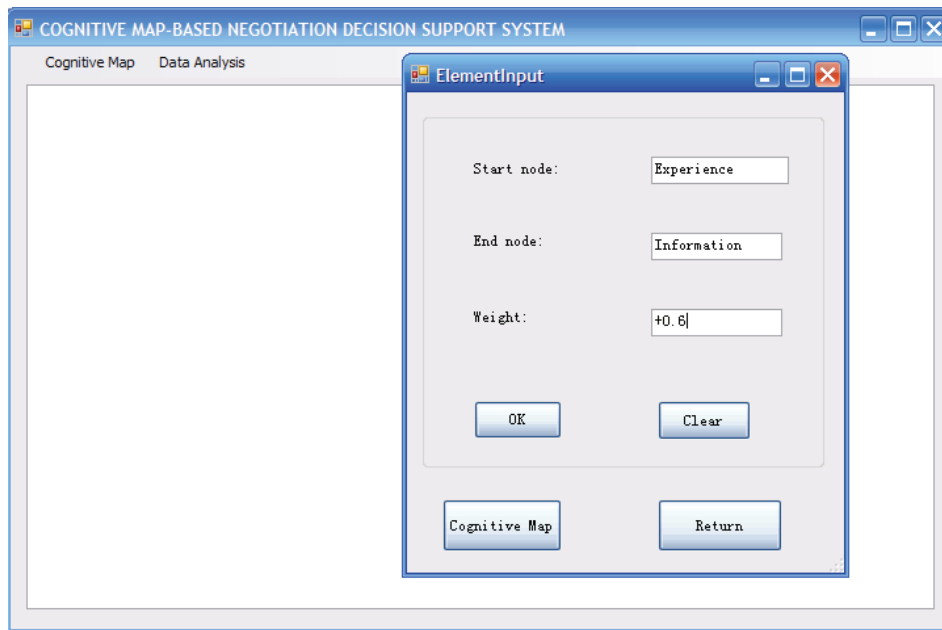 COGNITIVE MAP-BASED NEGOTIATION DECISION SUPPORT SYSTEM
Cognitive Map Data Analysis
ElementInput
Start node: Experience
End node: Information
Weight: +0.6
OK Clear
Cognitive Map Return